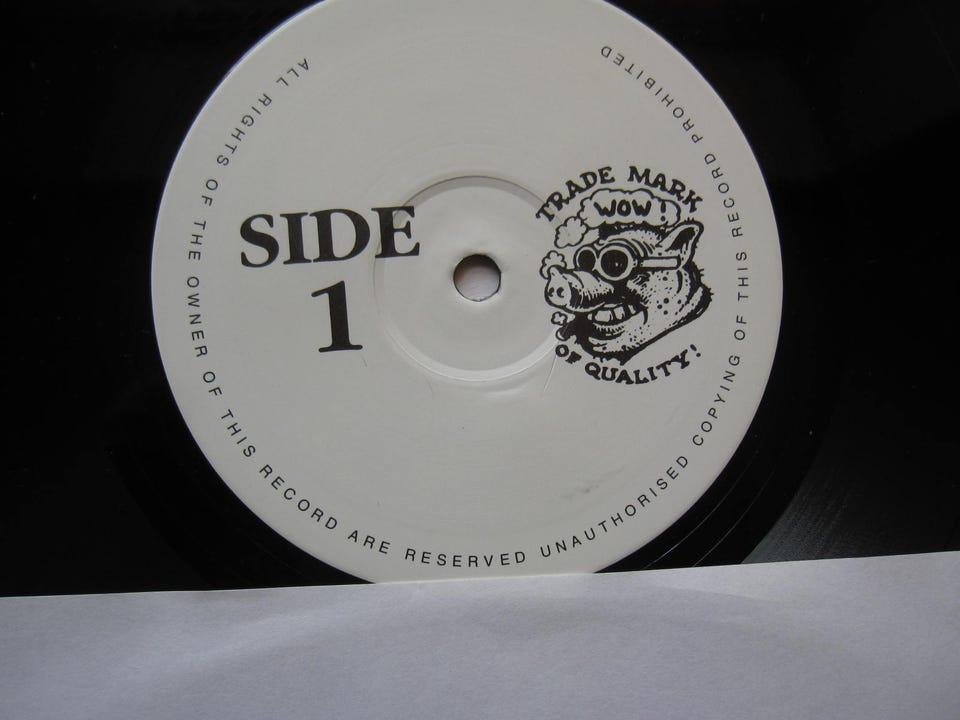 SIDE
1
TRADE MARK
WOW!
OF QUALITY!
ALL RIGHTS OF THE OWNER OF THIS RECORD ARE RESERVED UNAUTHORISED COPYING OF THIS RECORD PROHIBITED